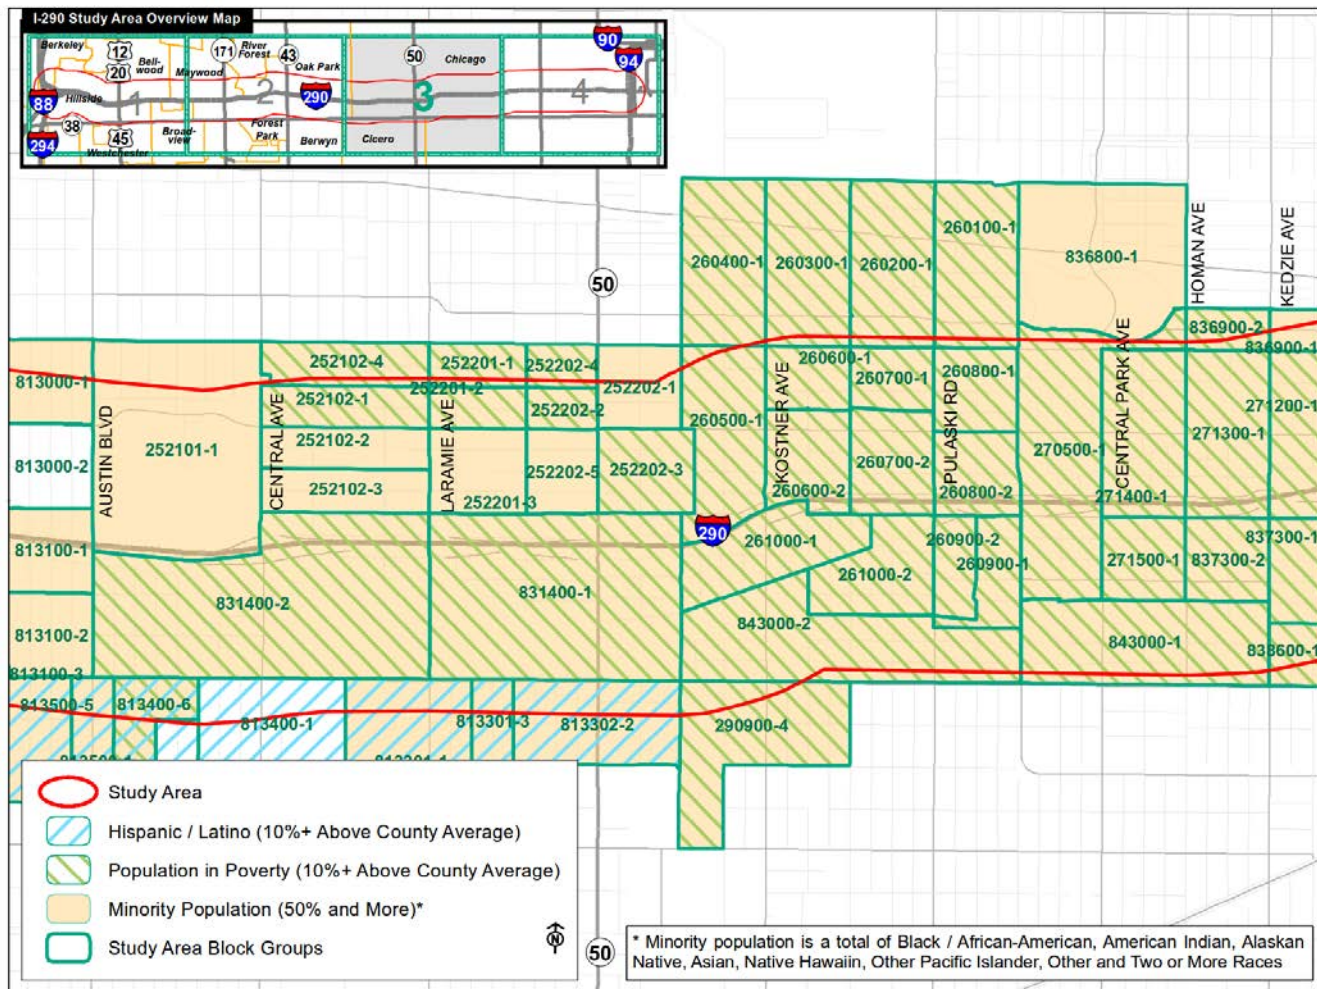 I-290 Study Area Overview Map
Berkeley
12
20
Bell-
wood
Maywood
171
River
Forest
43
Oak Park
50
Chicago
90
94
88
Hillside
1
2
290
3
4
38
294
45
Westchester
Broad-
view
Forest
Park
Berwyn
Cicero
50
260400-1
260300-1
260200-1
260100-1
836800-1
HOMAN AVE
KEDZIE AVE
836900-2
836900-1
813000-1
252102-4
252201-1
252202-4
252201-2
252202-1
252102-1
252202-2
260600-1
260700-1
260800-1
260500-1
271200-1
271300-1
AUSTIN BLVD
CENTRAL AVE
LARAMIE AVE
KOSTNER AVE
PULASKI RD
CENTRAL PARK AVE
813000-2
252101-1
252102-2
252102-3
252202-5
252202-3
252201-3
260700-2
260600-2
260800-2
270500-1
271400-1
290
813100-1
261000-1
260900-2
260900-1
261000-2
271500-1
837300-2
837300-1
831400-2
831400-1
843000-2
843000-1
838600-1
813100-2
813100-3
813500-5
813400-6
813400-1
813301-3
813302-2
290900-4
Study Area
Hispanic / Latino (10%+ Above County Average)
Population in Poverty (10%+ Above County Average)
Minority Population (50% and More)*
Study Area Block Groups
N
50
* Minority population is a total of Black / African-American, American Indian, Alaskan
Native, Asian, Native Hawaiin, Other Pacific Islander, Other and Two or More Races